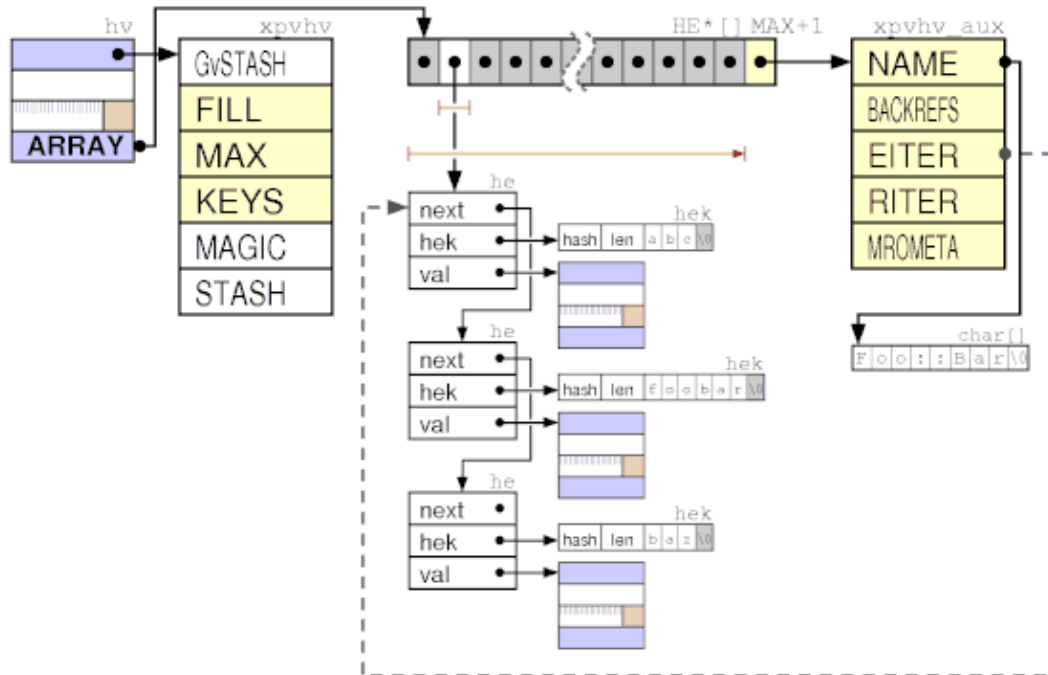 hv
xpvhv
HE*[] MAX+1
xpvhv_aux
GvSTASH
FILL
MAX
KEYS
MAGIC
STASH
ARRAY
NAME
BACKREFS
EITER
RITER
MROMETA
he
next
hek
val
hek
hash len a b c \0
he
next
hek
val
hek
hash len f o o b a r \0
he
next
hek
val
hek
hash len b a z \0
char[]
F o o : : B a r \0